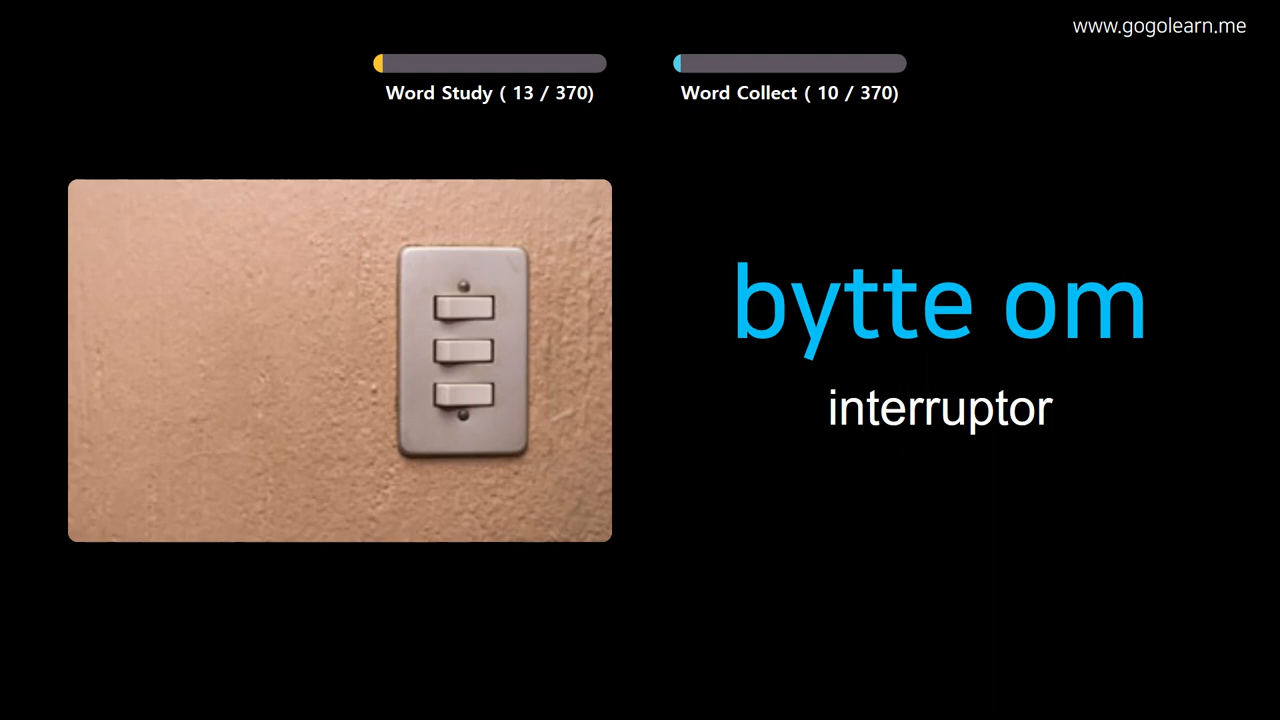 www.gogolearn.me
Word Study ( 13 / 370)
Word Collect ( 10 / 370)
bytte om
interruptor